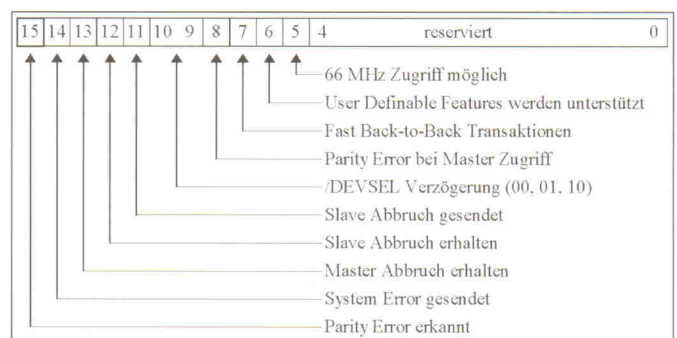 15 14 13 12 11 10 9 8 7 6 5 4 reserviert 0
66 MHz Zugriff möglich
User Definable Features werden unterstützt
Fast Back-to-Back Transaktionen
Parity Error bei Master Zugriff
/DEVSEL Verzögerung (00, 01, 10)
Slave Abbruch gesendet
Slave Abbruch erhalten
Master Abbruch erhalten
System Error gesendet
Parity Error erkannt